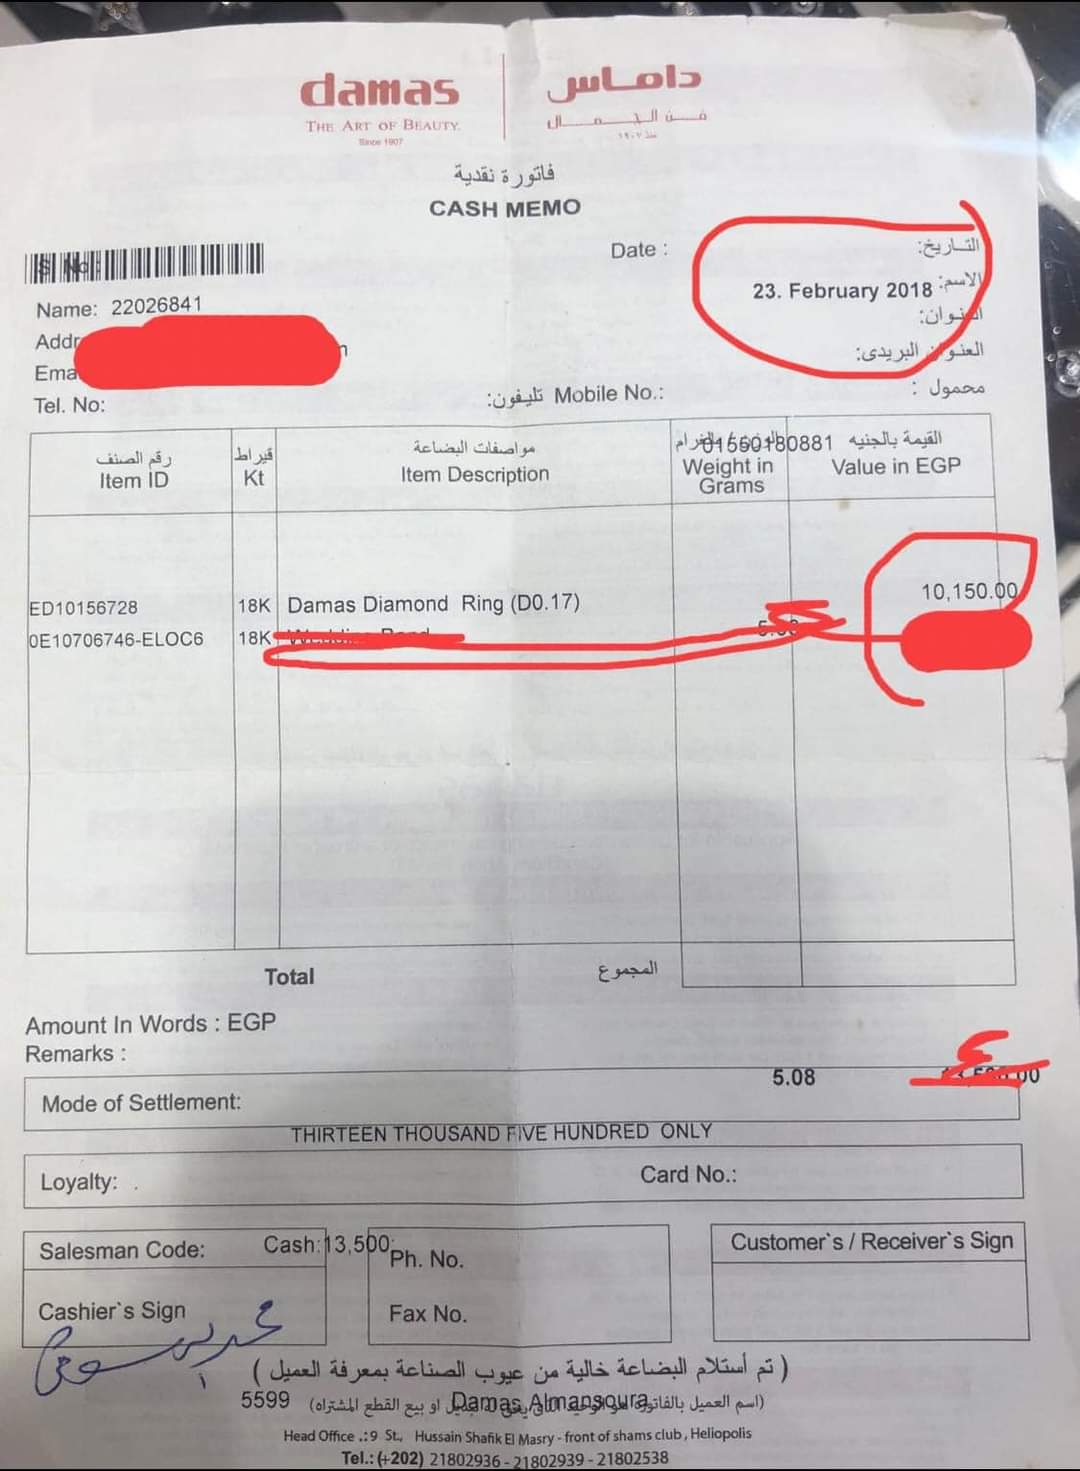 damas
THE ART OF BEAUTY.
Since 1907
داماس
فن الجمال
منذ ١٩٠٧
فاتورة نقدية
CASH MEMO
Date :
التاريخ:
Name: 22026841
23. February 2018
الاسم:
Addr
العنوان:
Ema
العنوان البريدى:
Tel. No:
تليفون:
Mobile No.:
محمول :
01550180881
رقم الصنف
قيراط
مواصفات البضاعة
القيمة بالجنيه
Item ID
Kt
Item Description
Weight in Grams
Value in EGP
ED10156728 18K Damas Diamond Ring (D0.17) 10,150.00
0E10706746-ELOC6 18K
Total
المجموع
Amount In Words : EGP
Remarks :
5.08
Mode of Settlement:
THIRTEEN THOUSAND FIVE HUNDRED ONLY
Loyalty: .
Card No.:
Salesman Code:
Cash:13,500;
Ph. No.
Customer`s / Receiver`s Sign
Cashier`s Sign
Fax No.
( تم أستلام البضاعة خالية من عيوب الصناعة بمعرفة العميل )
5599
Damas Almansoura
Head Office .:9 St., Hussain Shafik El Masry - front of shams club , Heliopolis
Tel.: (+202) 21802936 - 21802939 - 21802538